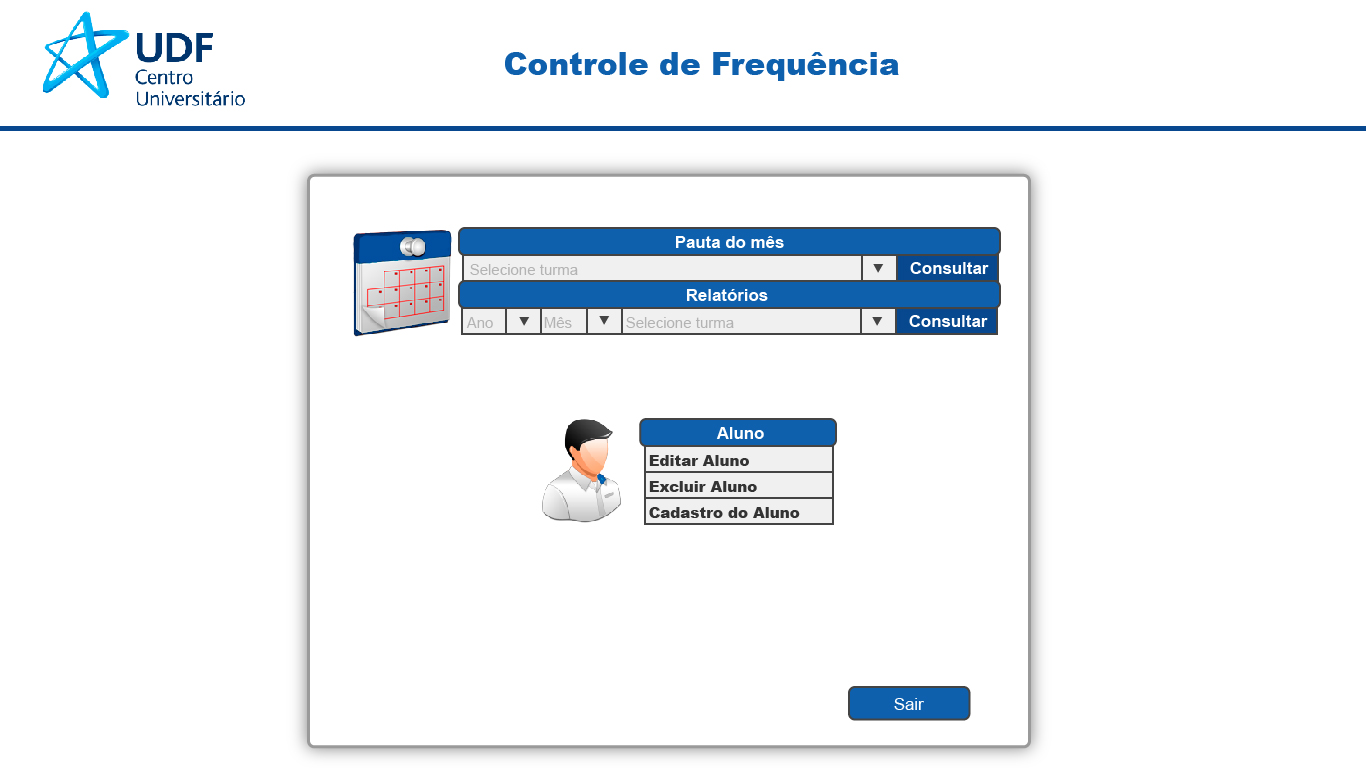 UDF
Centro
Universitário
Controle de Frequência
Pauta do mês
Selecione turma ▼ Consultar
Relatórios
Ano ▼ Mês ▼ Selecione turma ▼ Consultar
Aluno
Editar Aluno
Excluir Aluno
Cadastro do Aluno
Sair